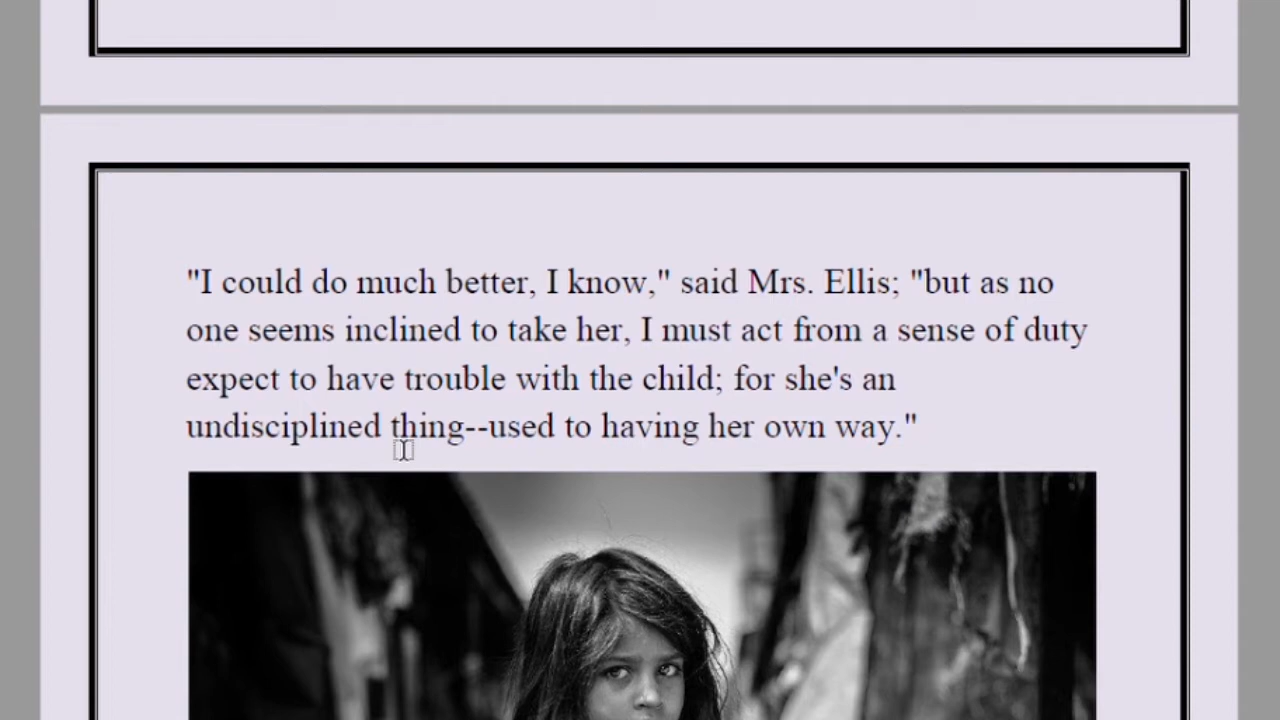 "I could do much better, I know," said Mrs. Ellis; "but as no
one seems inclined to take her, I must act from a sense of duty
expect to have trouble with the child; for she's an
undisciplined thing--used to having her own way."